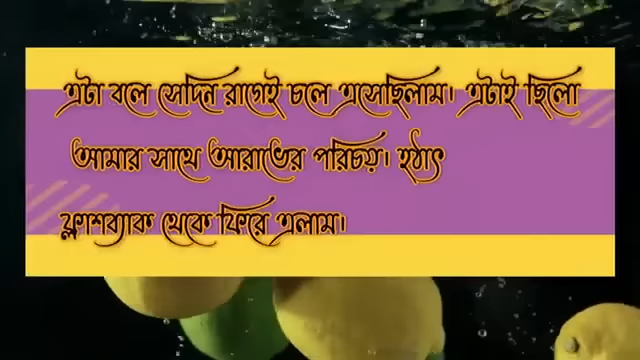 এটা বলে সেদিন রাগেই চলে এসেছিলাম। এটাই ছিলো
আমার সাথে আরাভের পরিচয়। হঠাৎ
ফ্লাশব্যাক থেকে ফিরে এলাম।